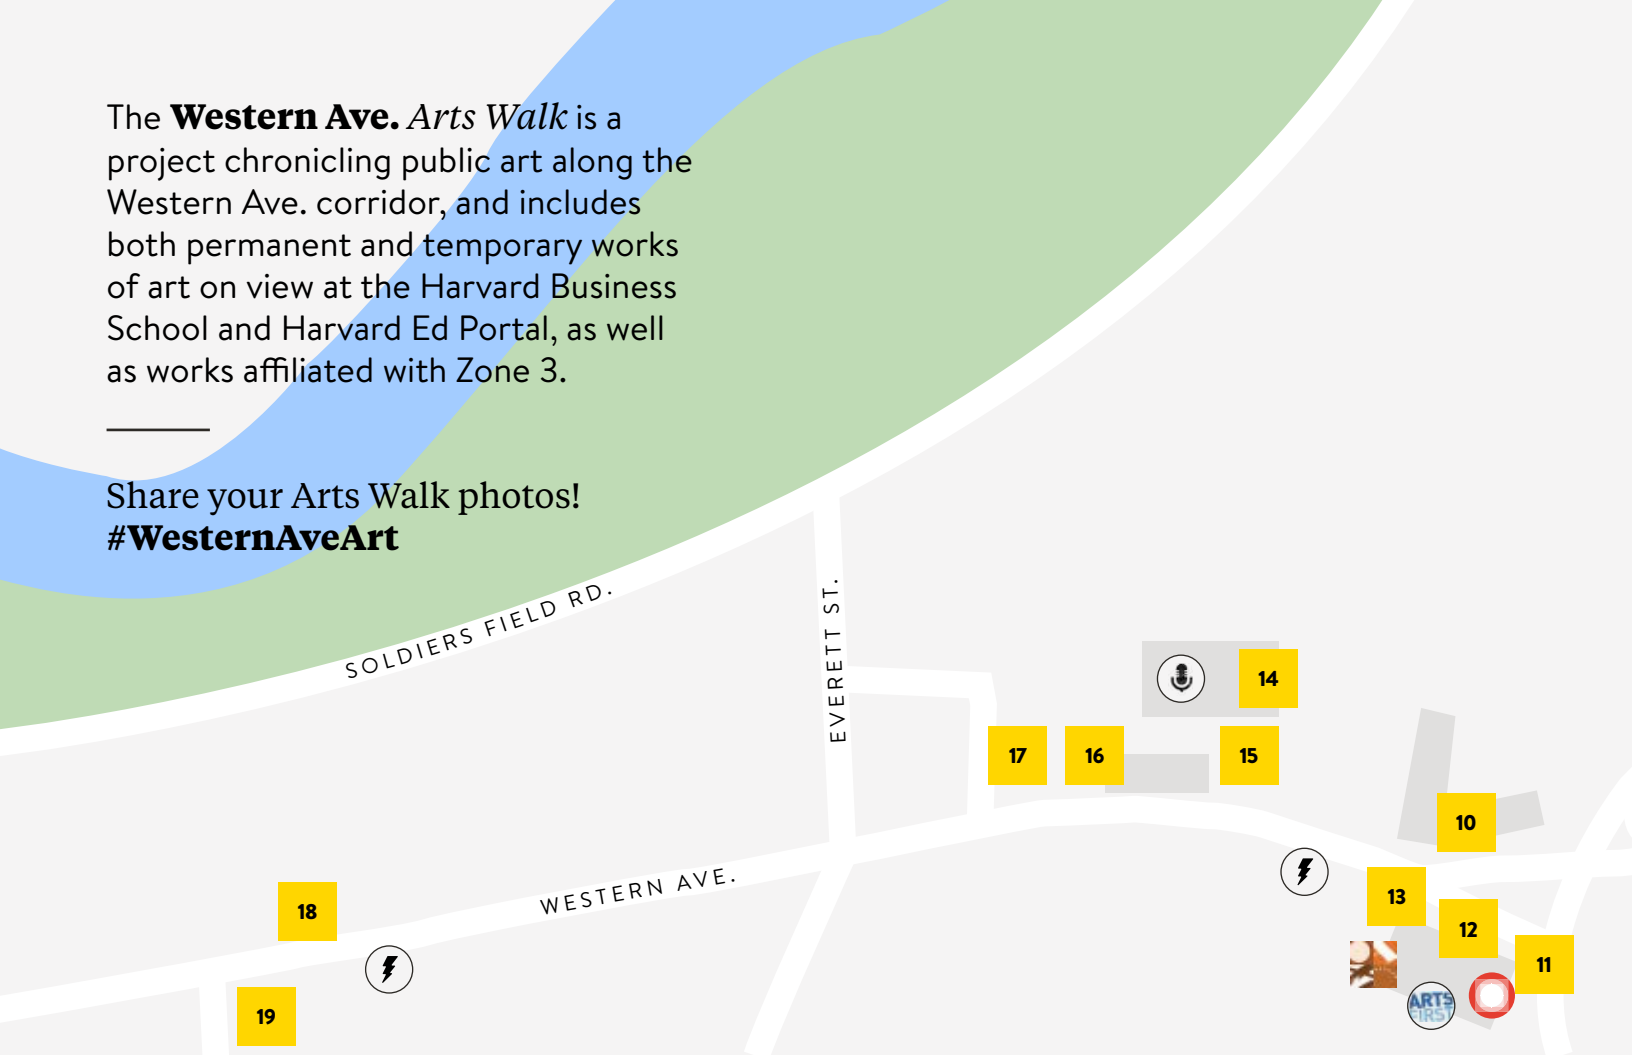 The Western Ave. Arts Walk is a
project chronicling public art along the
Western Ave. corridor, and includes
both permanent and temporary works
of art on view at the Harvard Business
School and Harvard Ed Portal, as well
as works affiliated with Zone 3.
Share your Arts Walk photos!
#WesternAveArt
SOLDIERS FIELD RD.
EVERETT ST.
14
17
16
15
10
WESTERN AVE.
13
18
12
11
ARTS
FIRST
19